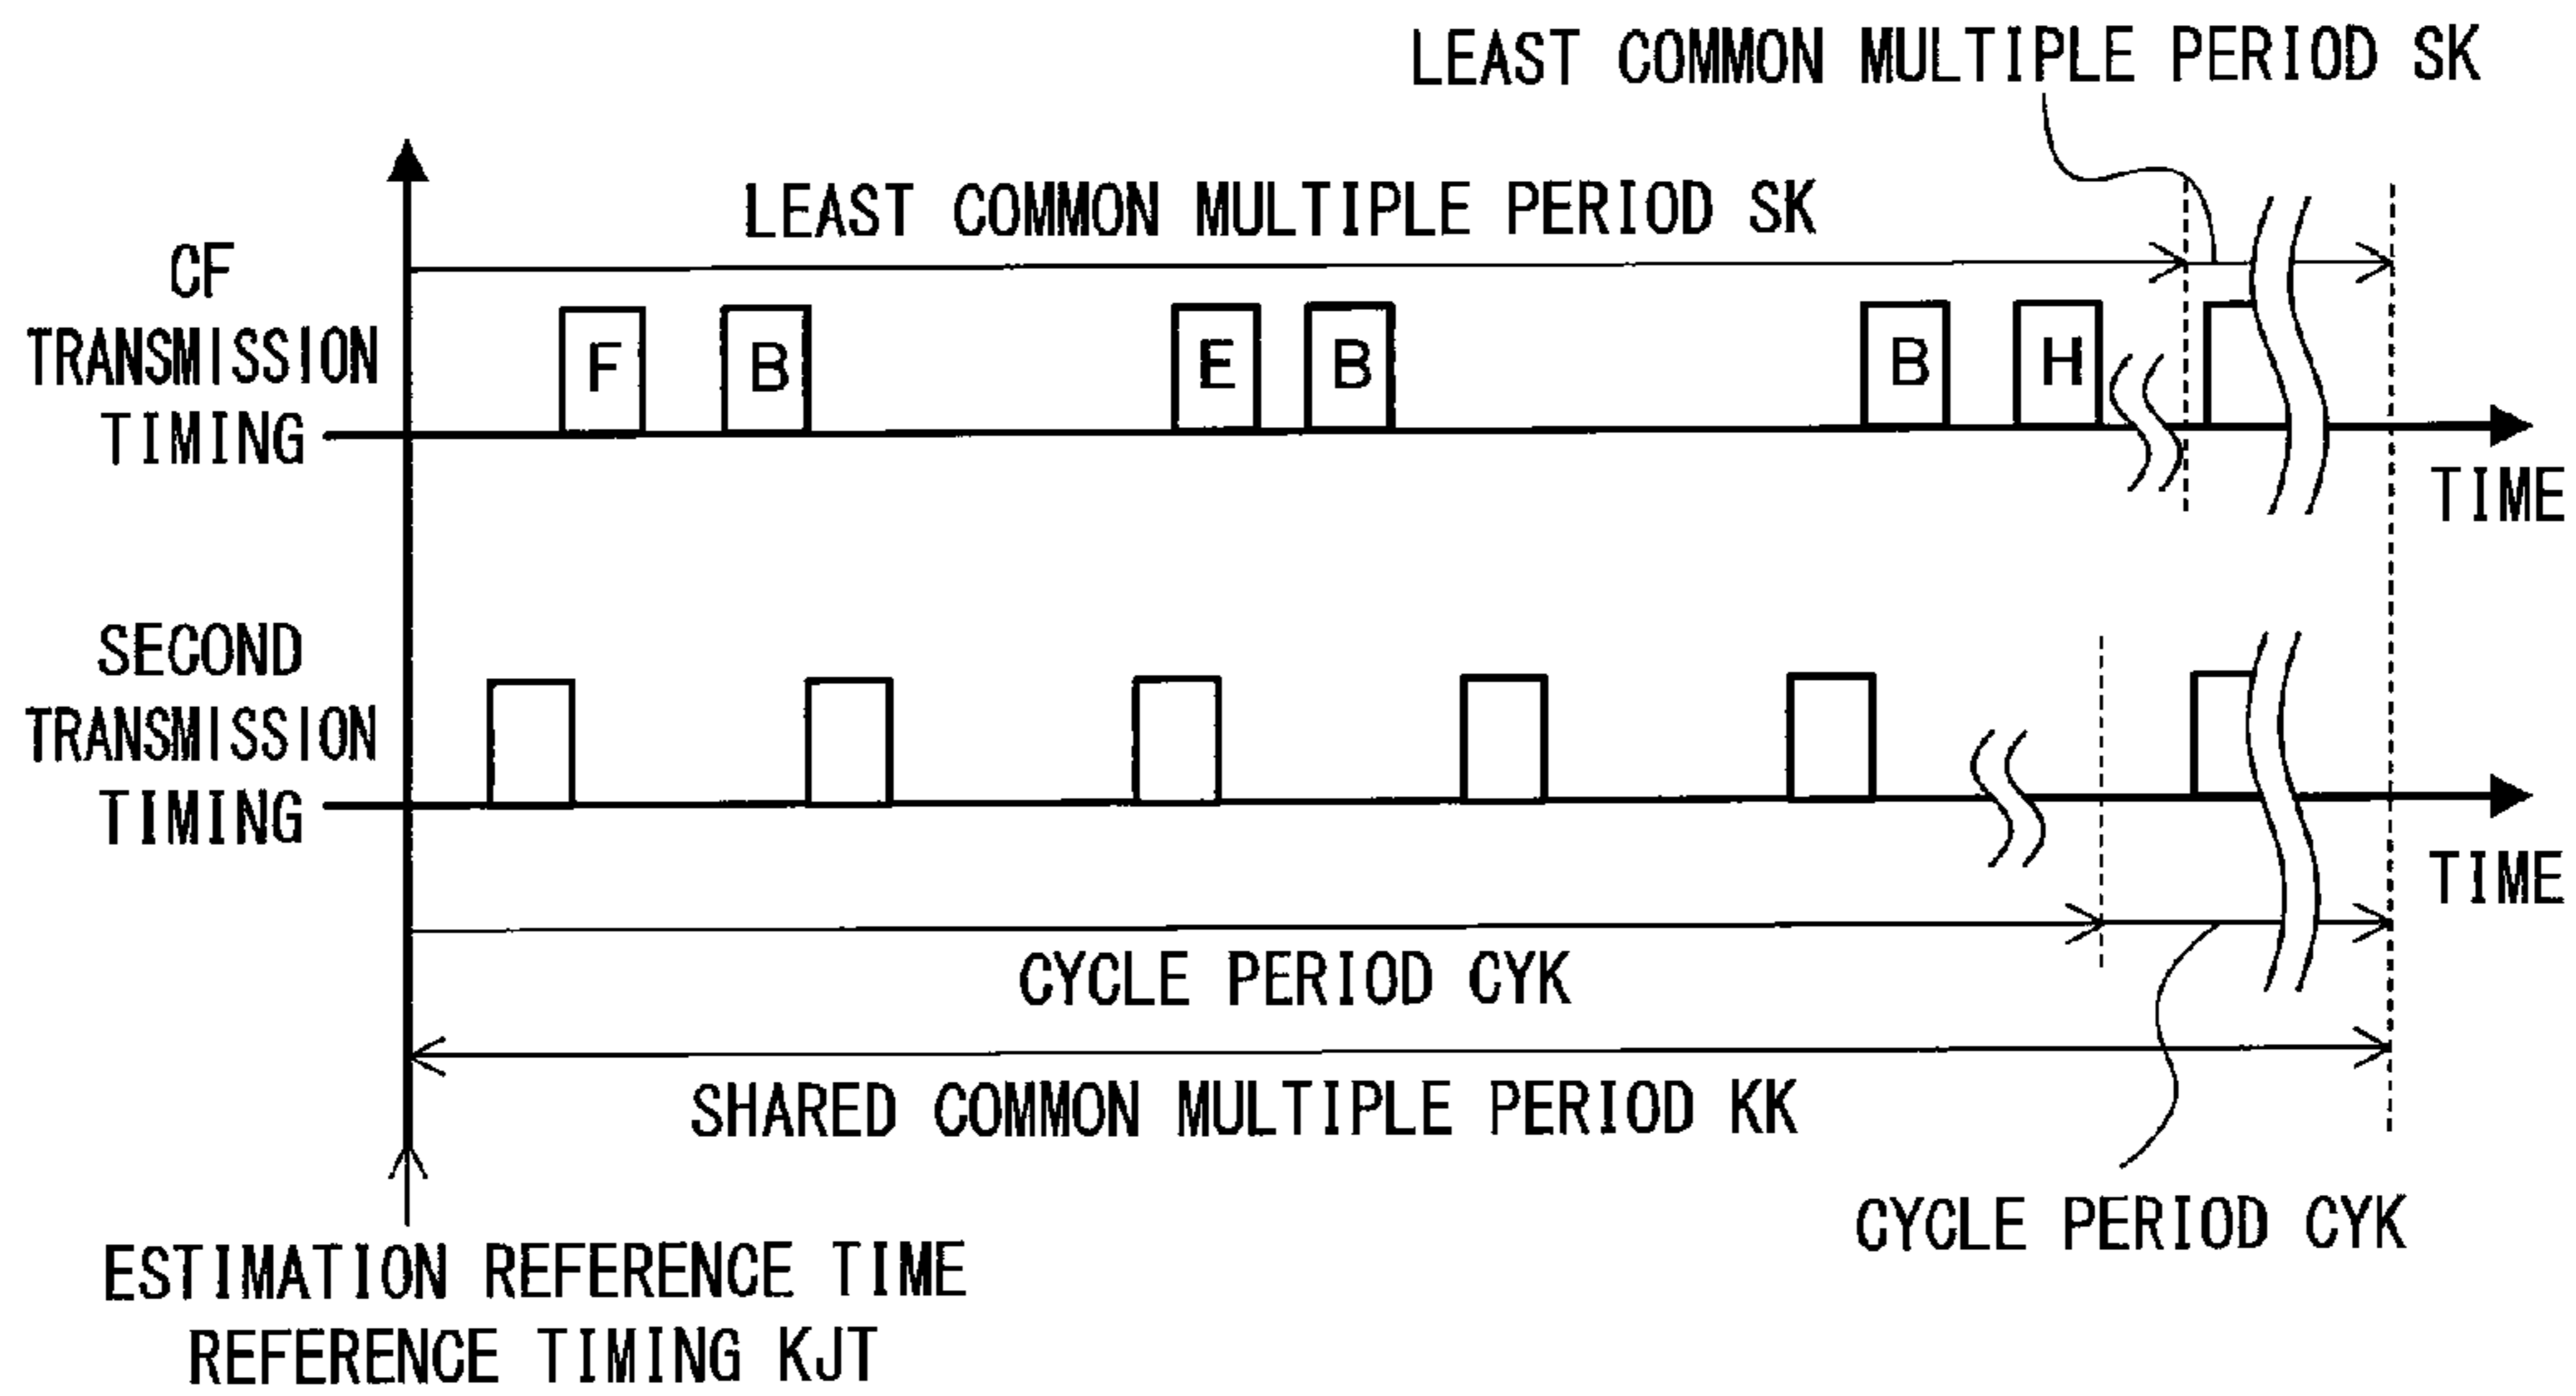 LEAST COMMON MULTIPLE PERIOD SK
LEAST COMMON MULTIPLE PERIOD SK
CF
TRANSMISSION
TIMING
F
B
E
B
B
H
TIME
SECOND
TRANSMISSION
TIMING
TIME
CYCLE PERIOD CYK
SHARED COMMON MULTIPLE PERIOD KK
CYCLE PERIOD CYK
ESTIMATION REFERENCE TIME
REFERENCE TIMING KJT